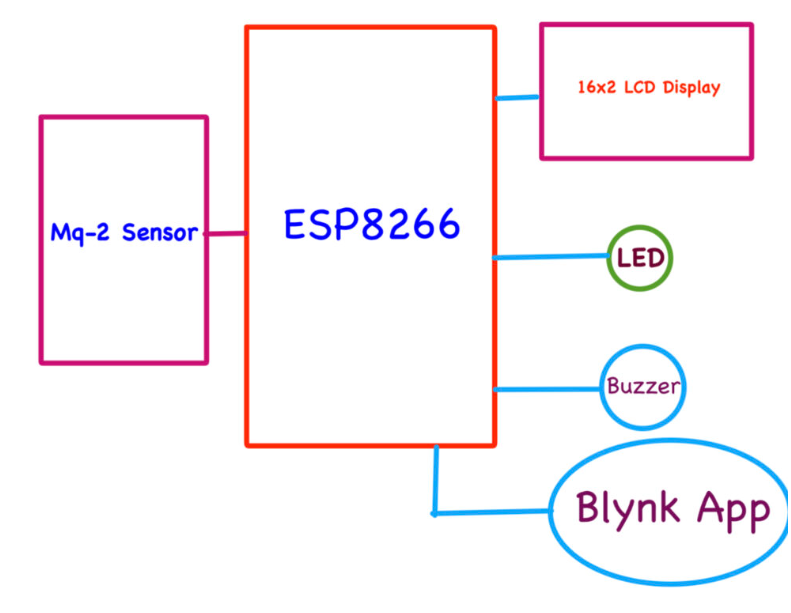 16x2 LCD Display
Mq-2 Sensor
ESP8266
LED
Buzzer
Blynk App